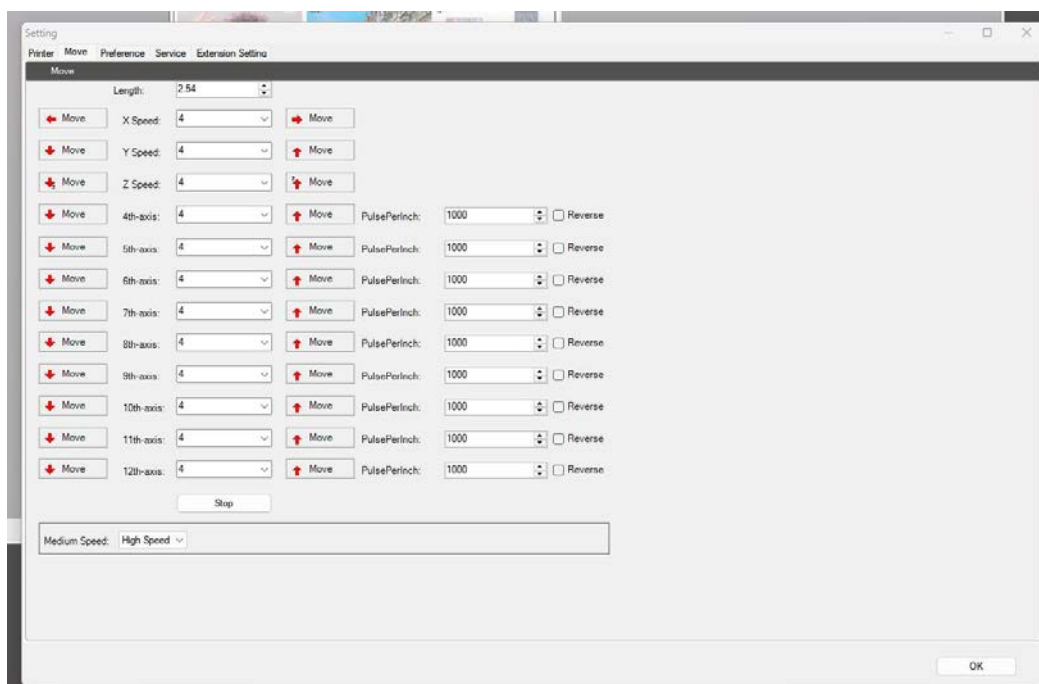 Setting
Printer Move Preference Service Extension Setting
Move
Length: 2.54
Move X Speed: 4 Move
Move Y Speed: 4 Move
Move Z Speed: 4 Move
Move 4th-axis: 4 Move PulsePerInch: 1000 Reverse
Move 5th-axis: 4 Move PulsePerInch: 1000 Reverse
Move 6th-axis: 4 Move PulsePerInch: 1000 Reverse
Move 7th-axis: 4 Move PulsePerInch: 1000 Reverse
Move 8th-axis: 4 Move PulsePerInch: 1000 Reverse
Move 9th-axis: 4 Move PulsePerInch: 1000 Reverse
Move 10th-axis: 4 Move PulsePerInch: 1000 Reverse
Move 11th-axis: 4 Move PulsePerInch: 1000 Reverse
Move 12th-axis: 4 Move PulsePerInch: 1000 Reverse
Stop
Medium Speed: High Speed
OK